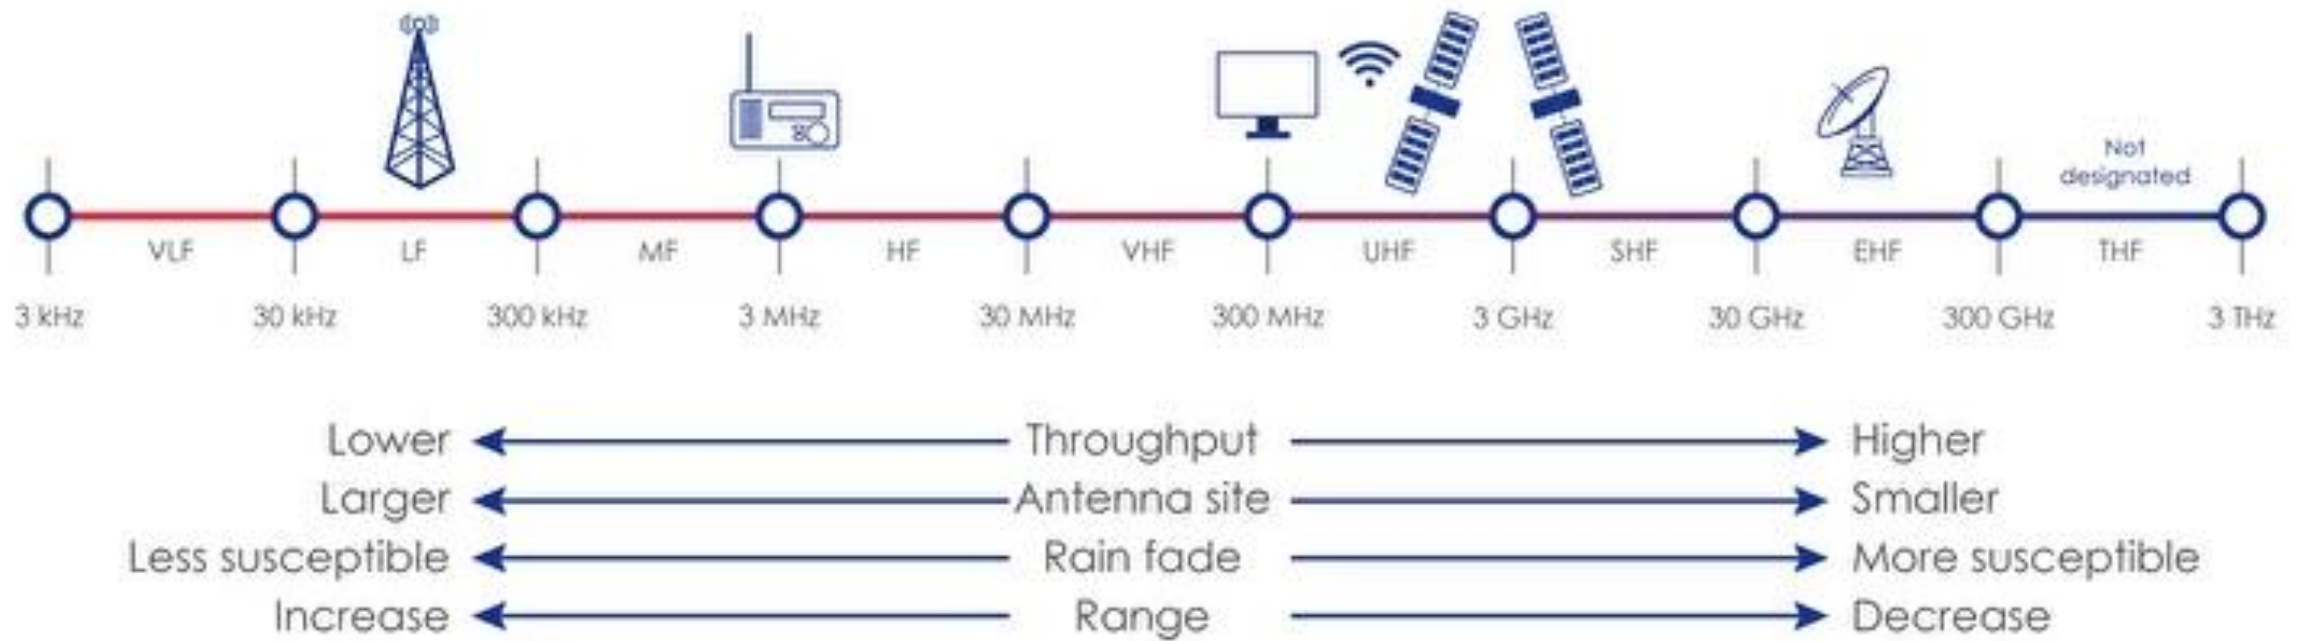 Not
designated
VLF LF MF HF VHF UHF SHF EHF THF
3 kHz 30 kHz 300 kHz 3 MHz 30 MHz 300 MHz 3 GHz 30 GHz 300 GHz 3 THz
Lower Throughput Higher
Larger Antenna site Smaller
Less susceptible Rain fade More susceptible
Increase Range Decrease